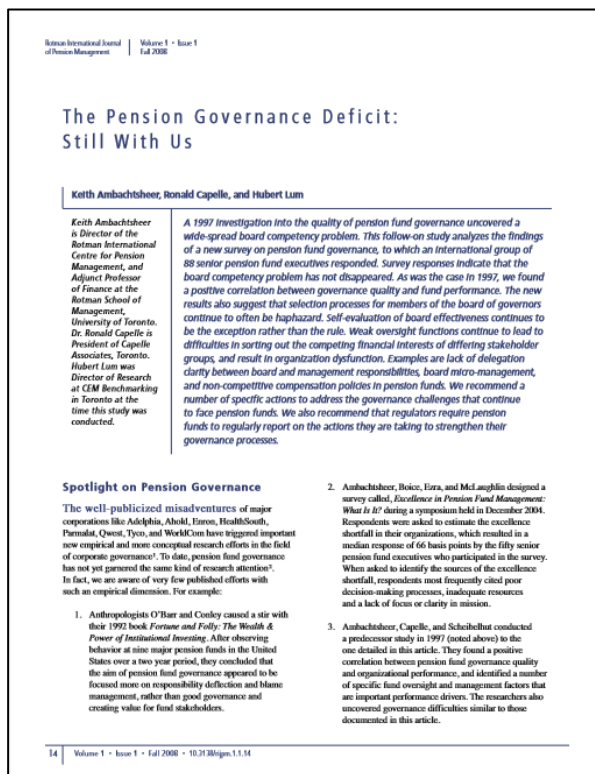 Rotman International Journal
of Pension Management
Volume 1 • Issue 1
Fall 2008
The Pension Governance Deficit:
Still With Us
Keith Ambachtsheer, Ronald Capelle, and Hubert Lum
Keith Ambachtsheer
is Director of the
Rotman International
Centre for Pension
Management, and
Adjunct Professor
of Finance at the
Rotman School of
Management,
University of Toronto.
Dr. Ronald Capelle is
President of Capelle
Associates, Toronto.
Hubert Lum was
Director of Research
at CEM Benchmarking
in Toronto at the
time this study was
conducted.
A 1997 investigation into the quality of pension fund governance uncovered a
wide-spread board competency problem. This follow-on study analyzes the findings
of a new survey on pension fund governance, to which an international group of
88 senior pension fund executives responded. Survey responses indicate that the
board competency problem has not disappeared. As was the case in 1997, we found
a positive correlation between governance quality and fund performance. The new
results also suggest that selection processes for members of the board of governors
continue to often be haphazard. Self-evaluation of board effectiveness continues to
be the exception rather than the rule. Weak oversight functions continue to lead to
difficulties in sorting out the competing financial interests of differing stakeholder
groups, and result in organization dysfunction. Examples are lack of delegation
clarity between board and management responsibilities, board micro-management,
and non-competitive compensation policies in pension funds. We recommend a
number of specific actions to address the governance challenges that continue
to face pension funds. We also recommend that regulators require pension
funds to regularly report on the actions they are taking to strengthen their
governance processes.
Spotlight on Pension Governance
The well-publicized misadventures of major
corporations like Adelphia, Ahold, Enron, HealthSouth,
Parmalat, Qwest, Tyco, and WorldCom have triggered important
new empirical and more conceptual research efforts in the field
of corporate governance¹. To date, pension fund governance
has not yet garnered the same kind of research attention².
In fact, we are aware of very few published efforts with
such an empirical dimension. For example:
1. Anthropologists O'Barr and Conley caused a stir with
their 1992 book Fortune and Folly: The Wealth &
Power of Institutional Investing. After observing
behavior at nine major pension funds in the United
States over a two year period, they concluded that
the aim of pension fund governance appeared to be
focused more on responsibility deflection and blame
management, rather than good governance and
creating value for fund stakeholders.
2. Ambachtsheer, Boice, Ezra, and McLaughlin designed a
survey called, Excellence in Pension Fund Management:
What Is It? during a symposium held in December 2004.
Respondents were asked to estimate the excellence
shortfall in their organizations, which resulted in a
median response of 66 basis points by the fifty senior
pension fund executives who participated in the survey.
When asked to identify the sources of the excellence
shortfall, respondents most frequently cited poor
decision-making processes, inadequate resources
and a lack of focus or clarity in mission.
3. Ambachtsheer, Capelle, and Scheibelhut conducted
a predecessor study in 1997 (noted above) to the
one detailed in this article. They found a positive
correlation between pension fund governance quality
and organizational performance, and identified a
number of specific fund oversight and management factors that
are important performance drivers. The researchers also
uncovered governance difficulties similar to those
documented in this article.
14 Volume 1 • Issue 1 • Fall 2008 • 10.3138/rijpm.1.1.14